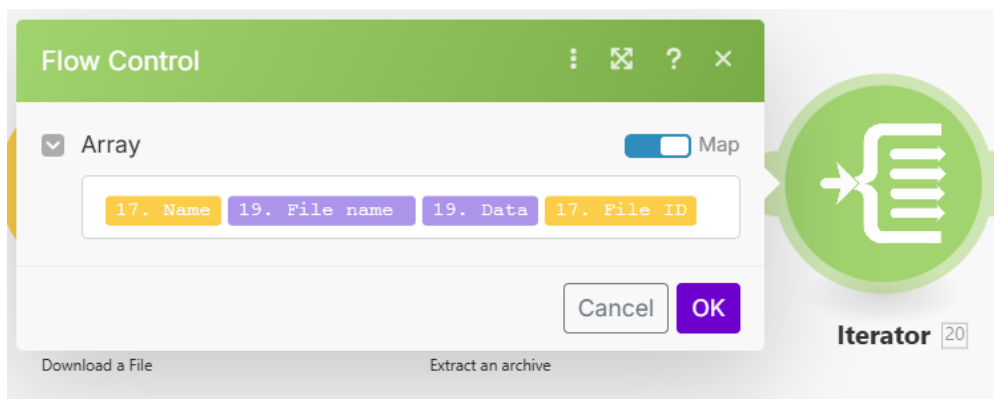 Flow Control
?
Array
Map
17. Name 19. File name 19. Data 17. File ID
Cancel
OK
Iterator 20
Download a File
Extract an archive